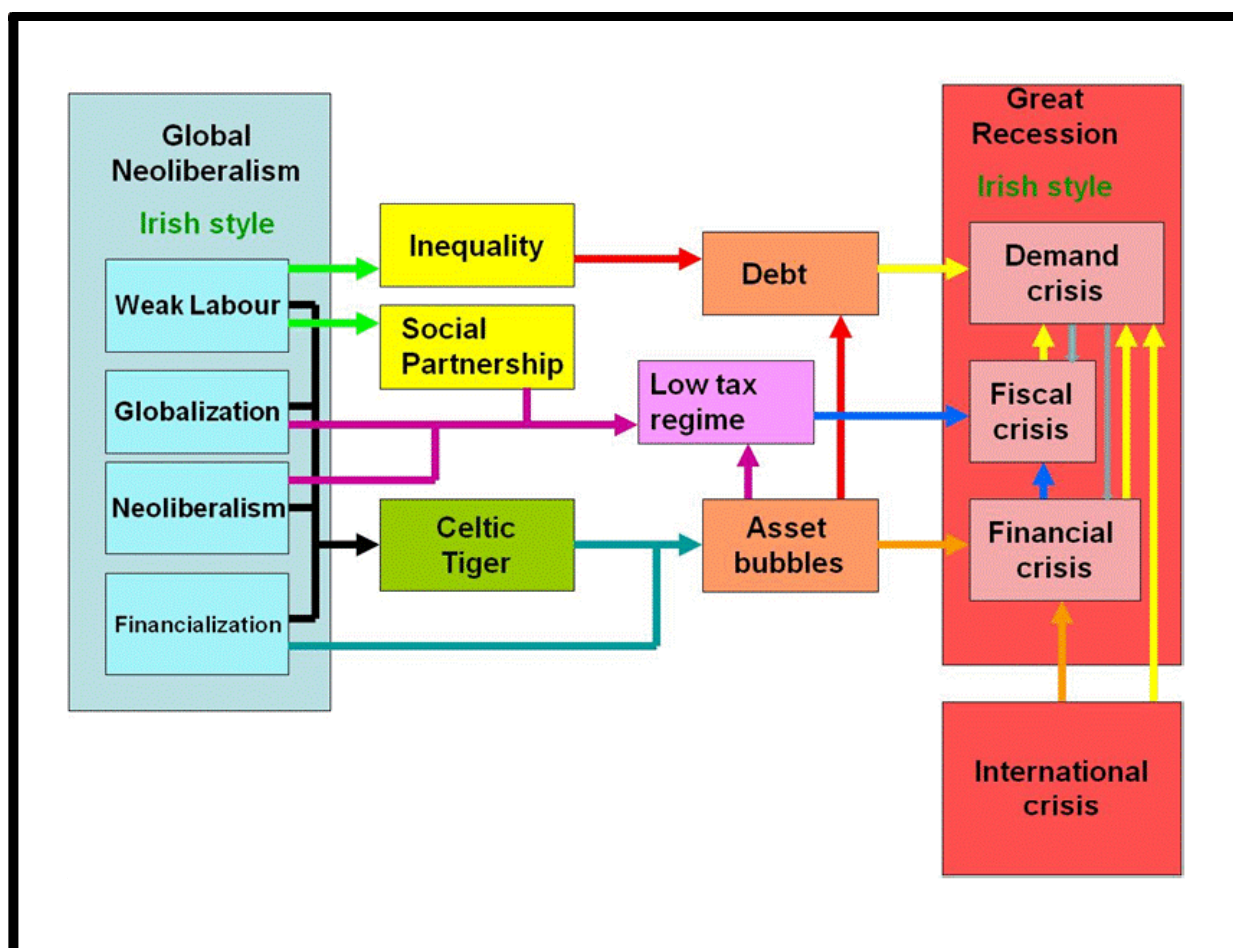 Global
Neoliberalism
Irish style
Weak Labour
Globalization
Neoliberalism
Financialization
Inequality
Social
Partnership
Celtic
Tiger
Low tax
regime
Debt
Asset
bubbles
Great
Recession
Irish style
Demand
crisis
Fiscal
crisis
Financial
crisis
International
crisis